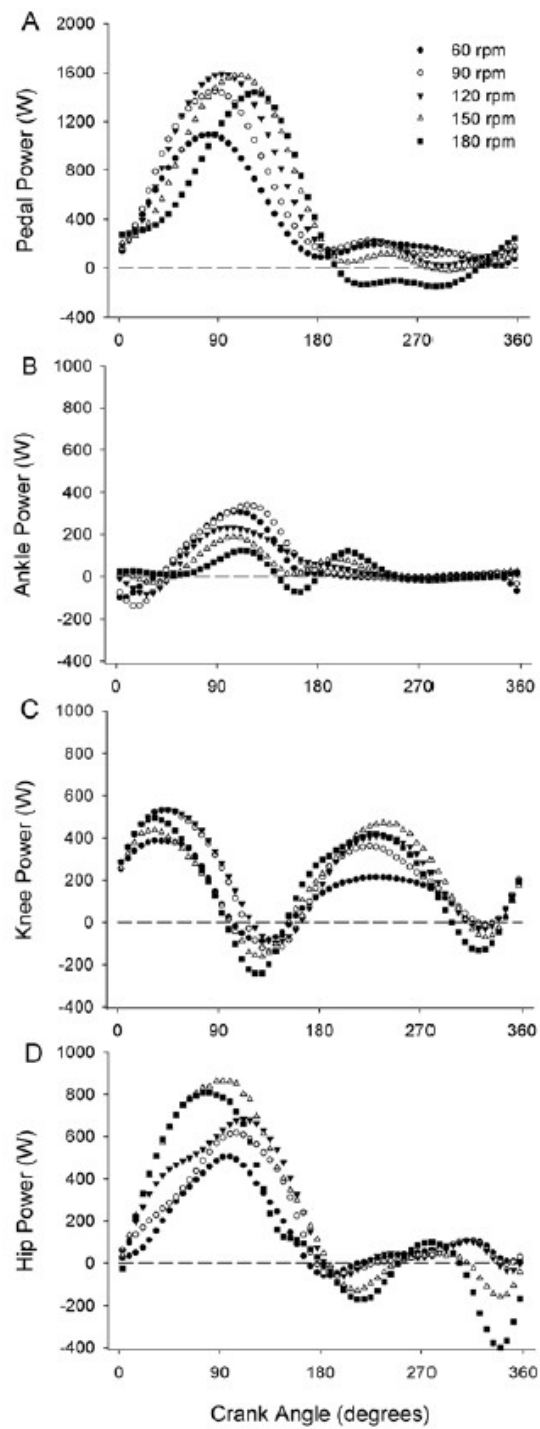 A
2000
1600
1200
800
400
0
-400
Pedal Power (W)
60 rpm
90 rpm
120 rpm
150 rpm
180 rpm
0 90 180 270 360
B
1000
800
600
400
200
0
-200
-400
Ankle Power (W)
0 90 180 270 360
C
1000
800
600
400
200
0
-200
-400
Knee Power (W)
0 90 180 270 360
D
1000
800
600
400
200
0
-200
-400
Hip Power (W)
0 90 180 270 360
Crank Angle (degrees)